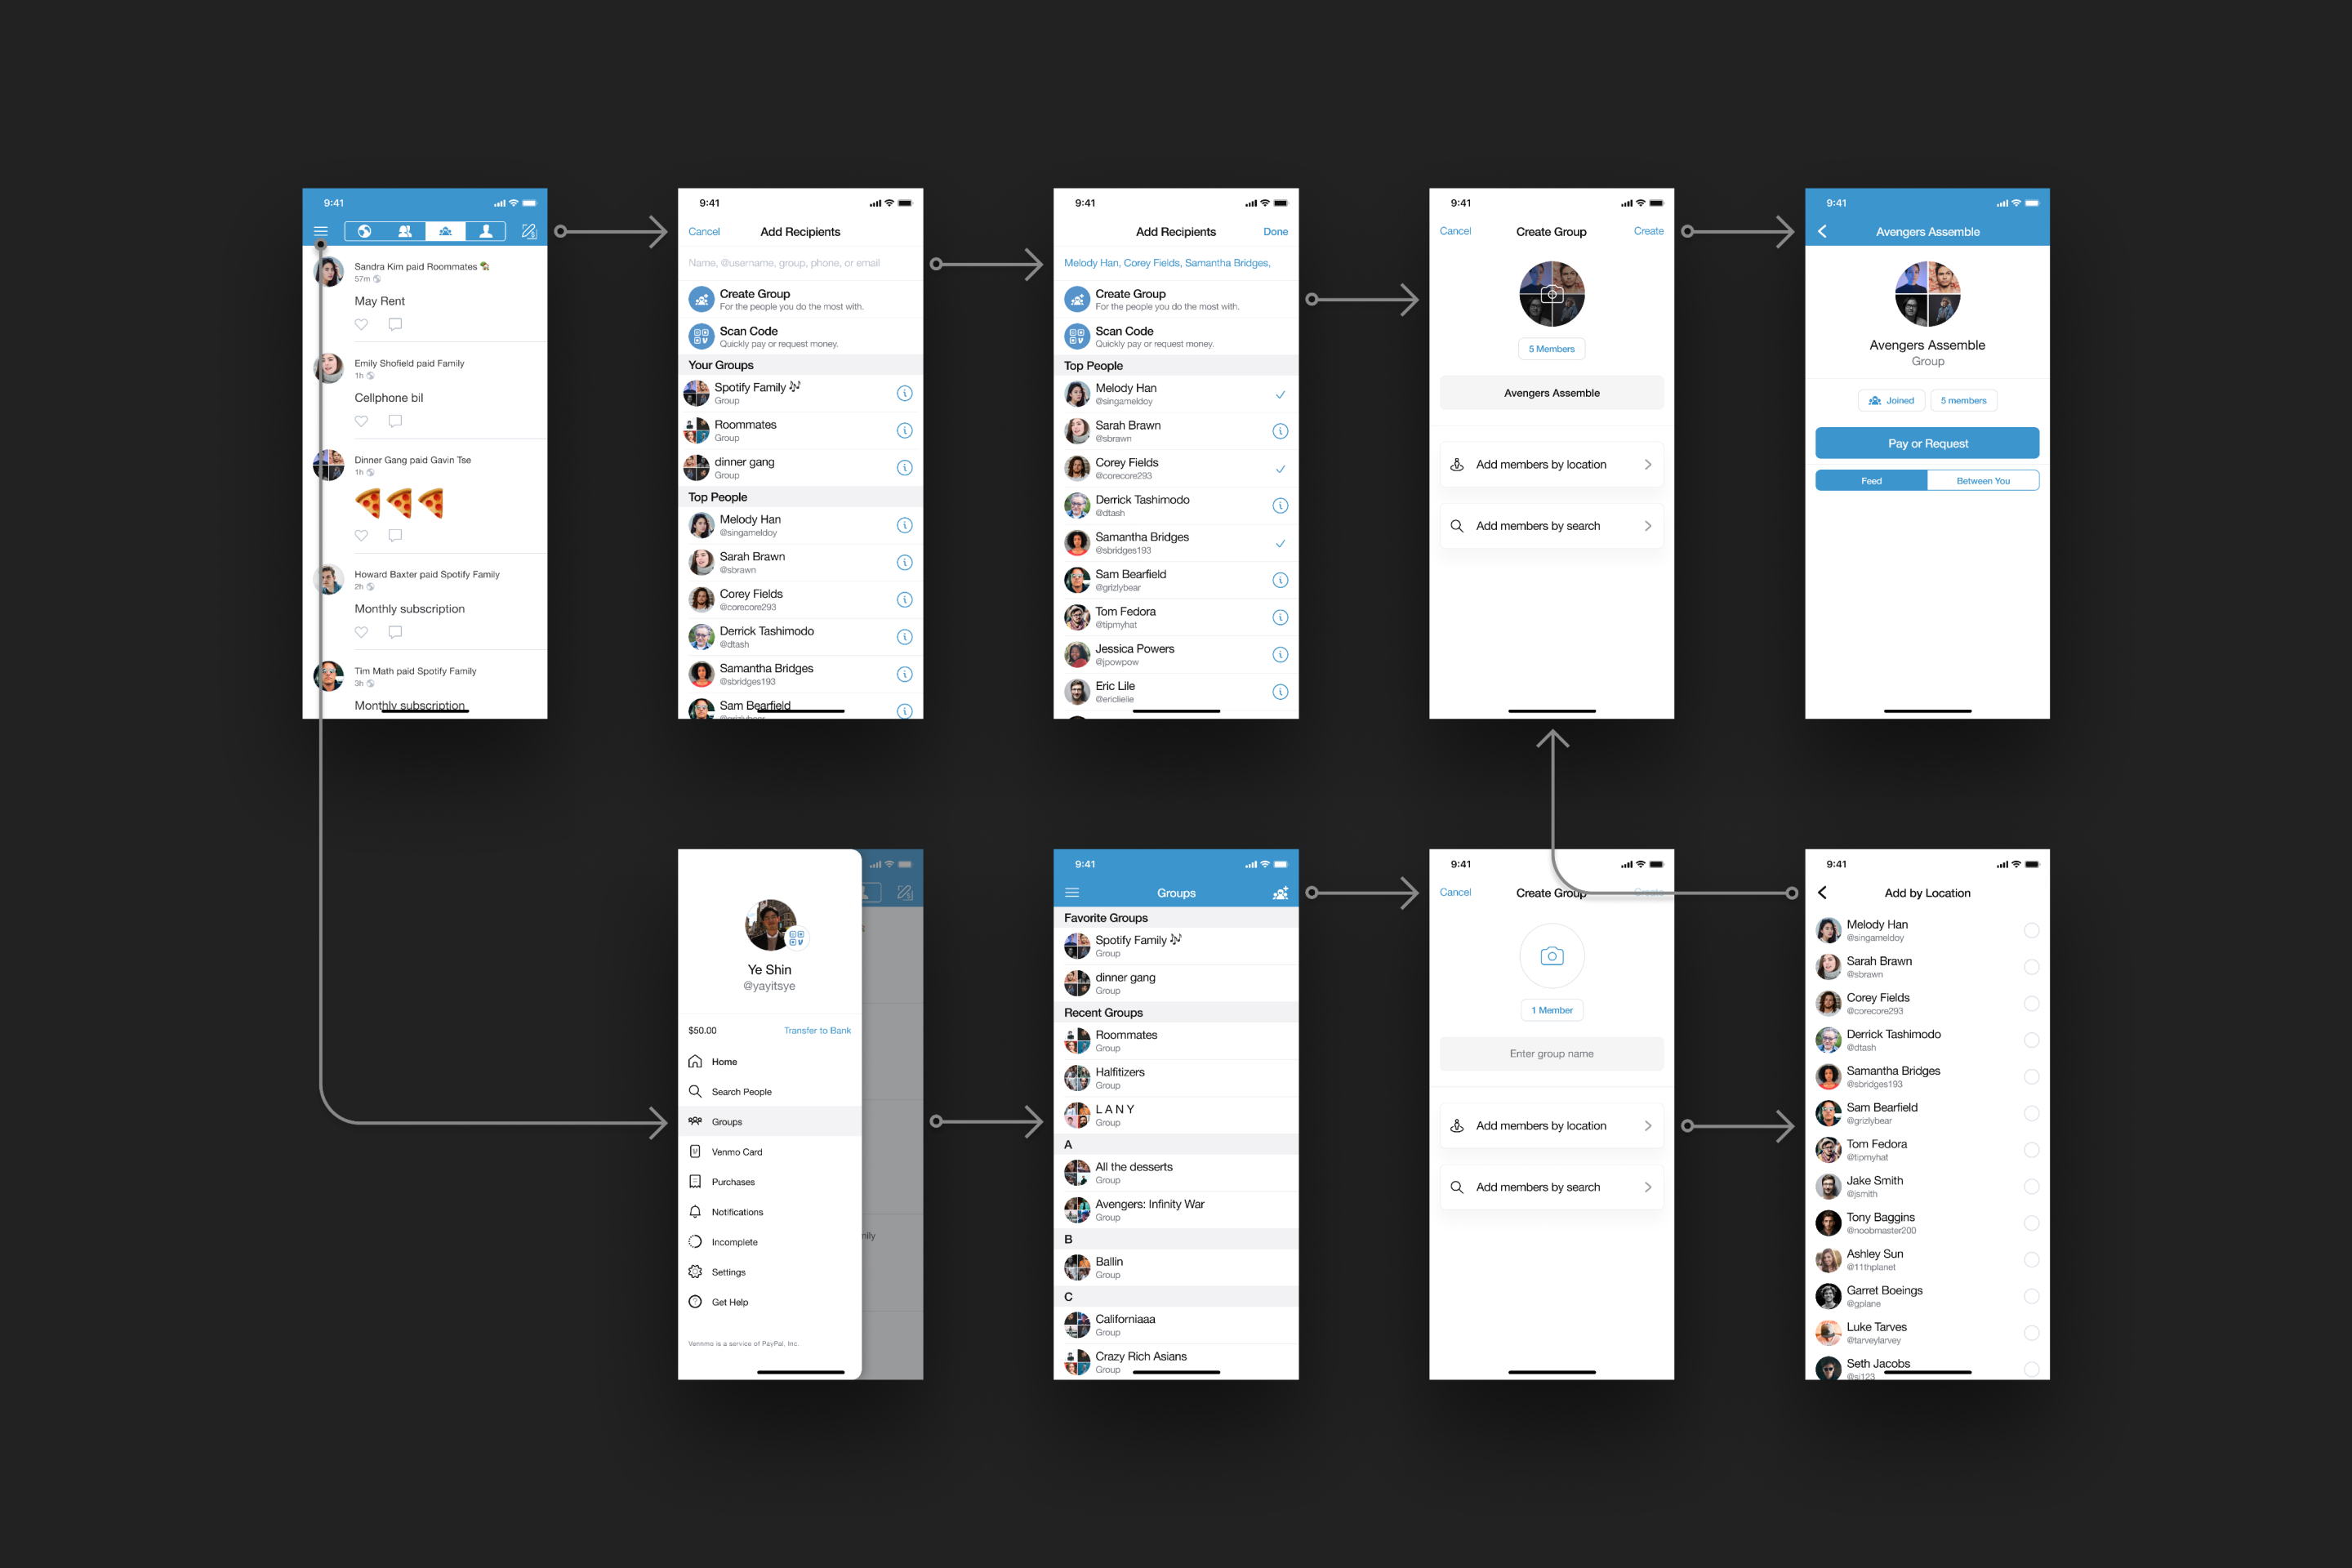 9:41
Sandra Kim paid Roommates
57m
May Rent
Emily Shofield paid Family
1h
Cellphone bil
Dinner Gang paid Gavin Tse
1h
Howard Baxter paid Spotify Family
2h
Monthly subscription
Tim Math paid Spotify Family
3h
Monthly subscription
9:41
Cancel
Add Recipients
Name, @username, group, phone, or email
Create Group
For the people you do the most with.
Scan Code
Quickly pay or request money.
Your Groups
Spotify Family
Group
Roommates
Group
dinner gang
Group
Top People
Melody Han
@singameldoy
Sarah Brawn
@sbrawn
Corey Fields
@corecore293
Derrick Tashimodo
@dtash
Samantha Bridges
@sbridges193
Sam Bearfield
9:41
Add Recipients
Done
Melody Han, Corey Fields, Samantha Bridges,
Create Group
For the people you do the most with.
Scan Code
Quickly pay or request money.
Top People
Melody Han
@singameldoy
Sarah Brawn
@sbrawn
Corey Fields
@corecore293
Derrick Tashimodo
@dtash
Samantha Bridges
@sbridges193
Sam Bearfield
@grizlybear
Tom Fedora
@tipmyhat
Jessica Powers
@jpowpow
Eric Lile
9:41
Cancel
Create Group
Create
5 Members
Avengers Assemble
Add members by location
Add members by search
9:41
Avengers Assemble
Avengers Assemble
Group
Joined
5 members
Pay or Request
Feed
Between You
Ye Shin
@yayitsye
$50.00
Transfer to Bank
Home
Search People
Groups
Venmo Card
Purchases
Notifications
Incomplete
Settings
Get Help
Vennmo is a service of PayPal, Inc.
9:41
Groups
Favorite Groups
Spotify Family
Group
dinner gang
Group
Recent Groups
Roommates
Group
Halfitizers
Group
L A N Y
Group
A
All the desserts
Group
Avengers: Infinity War
Group
B
Ballin
Group
C
Californiaaa
Group
Crazy Rich Asians
Group
9:41
Cancel
Create Group
Create
1 Member
Enter group name
Add members by location
Add members by search
9:41
Add by Location
Melody Han
@singameldoy
Sarah Brawn
@sbrawn
Corey Fields
@corecore293
Derrick Tashimodo
@dtash
Samantha Bridges
@sbridges193
Sam Bearfield
@grizlybear
Tom Fedora
@tipmyhat
Jake Smith
@jsmith
Tony Baggins
@noobmaster200
Ashley Sun
@11thplanet
Garret Boeings
@gplane
Luke Tarves
@tarveylarvey
Seth Jacobs
@sj123